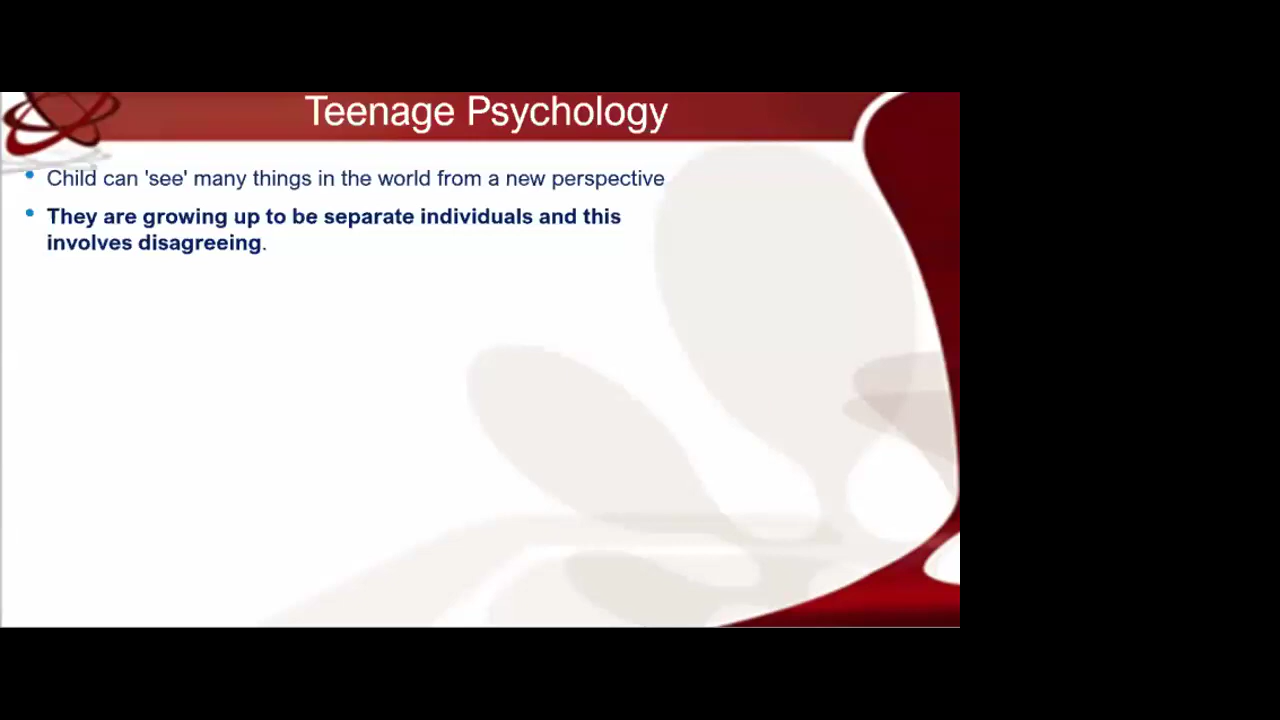 Teenage Psychology
• Child can 'see' many things in the world from a new perspective
• They are growing up to be separate individuals and this
involves disagreeing.